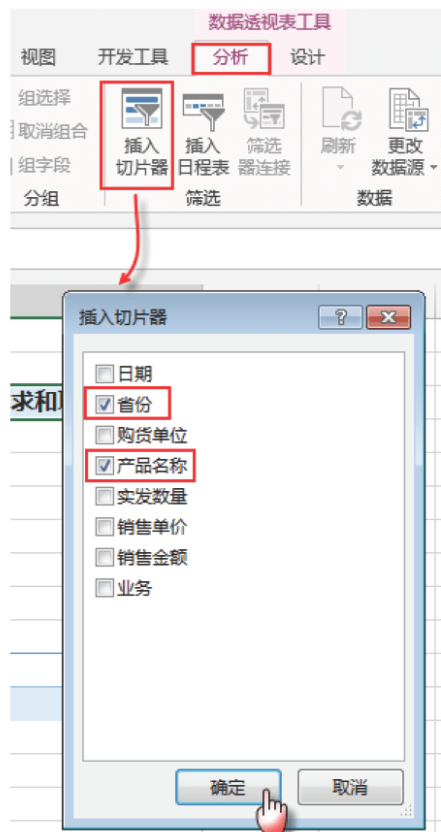 数据透视表工具
视图 开发工具 分析 设计
组选择
取消组合
组字段
插入
切片器
插入
日程表
筛选
器连接
刷新
更改
数据源
分组 筛选 数据
插入切片器
?
求和
日期
省份
购货单位
产品名称
实发数量
销售单价
销售金额
业务
确定 取消